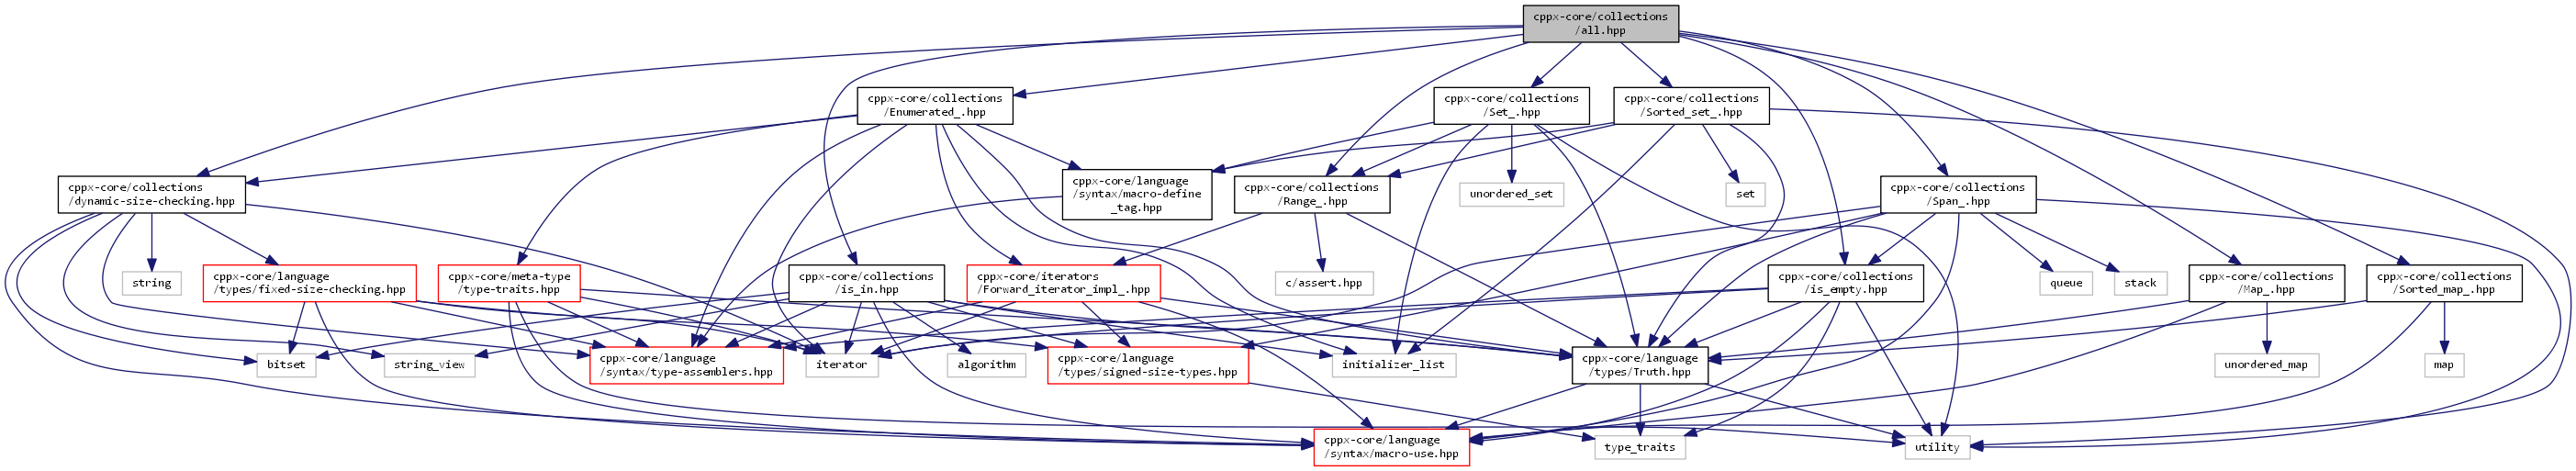 cppx-core/collections
/all.hpp
cppx-core/collections
/Enumerated_.hpp
cppx-core/collections
/Set_.hpp
cppx-core/collections
/Sorted_set_.hpp
cppx-core/collections
/dynamic-size-checking.hpp
cppx-core/language
/syntax/macro-define
_tag.hpp
cppx-core/collections
/Range_.hpp
unordered_set
set
cppx-core/collections
/Span_.hpp
string
cppx-core/language
/types/fixed-size-checking.hpp
cppx-core/meta-type
/type-traits.hpp
cppx-core/collections
/is_in.hpp
cppx-core/iterators
/Forward_iterator_impl_.hpp
c/assert.hpp
cppx-core/collections
/is_empty.hpp
queue
stack
cppx-core/collections
/Map_.hpp
cppx-core/collections
/Sorted_map_.hpp
bitset
string_view
cppx-core/language
/syntax/type-assemblers.hpp
iterator
algorithm
cppx-core/language
/types/signed-size-types.hpp
initializer_list
cppx-core/language
/types/Truth.hpp
unordered_map
map
cppx-core/language
/syntax/macro-use.hpp
type_traits
utility